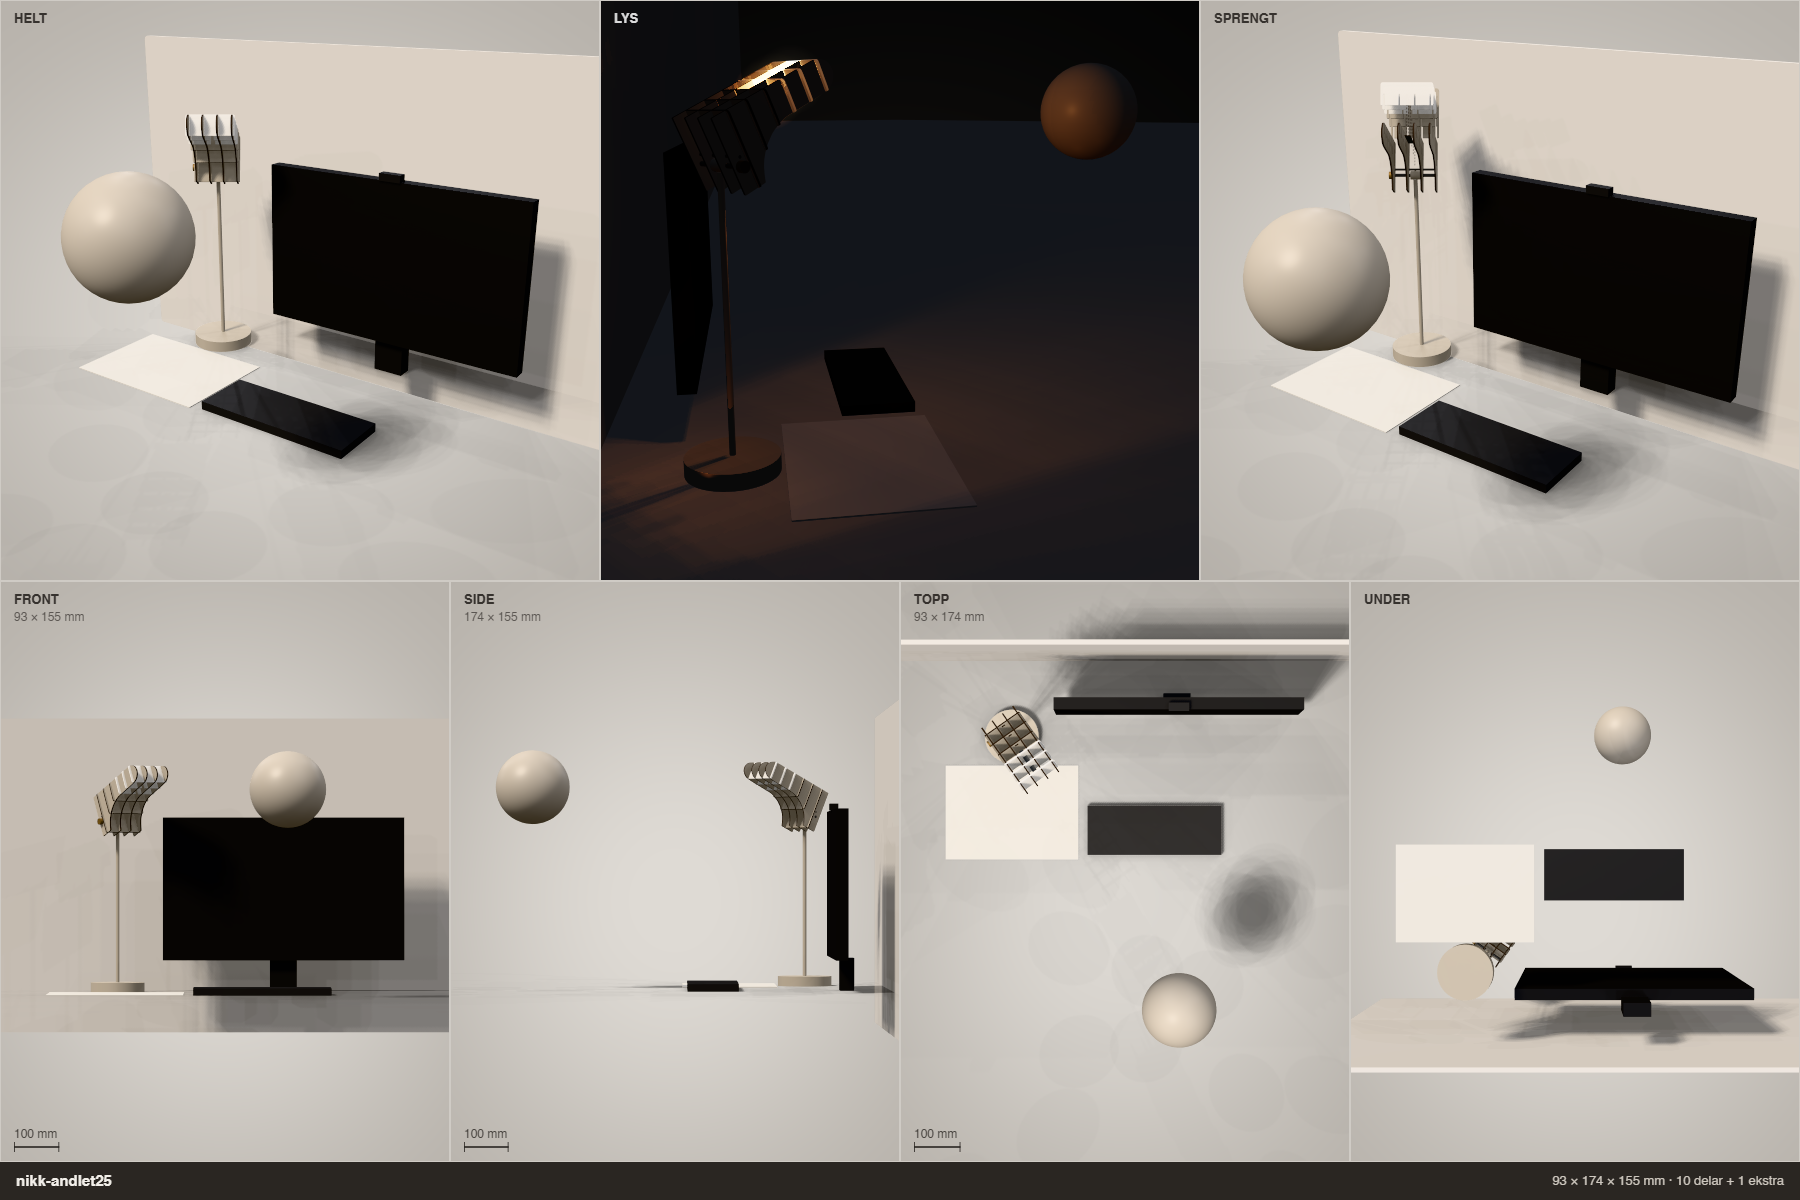 HELT
LYS
SPRENGT
FRONT
93 × 155 mm
SIDE
174 × 155 mm
TOPP
93 × 174 mm
UNDER
100 mm
100 mm
100 mm
nikk-andlet25
93 × 174 × 155 mm · 10 delar + 1 ekstra